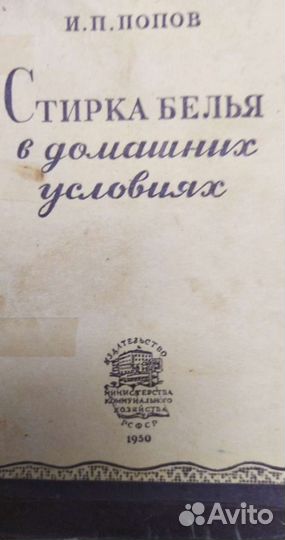 И.П.ПОПОВ
СТИРКА БЕЛЬЯ
в домашних
условиях
ИЗДАТЕЛЬСТВО
МИНИСТЕРСТВА
КОММУНАЛЬНОГО
ХОЗЯЙСТВА
РСФСР
1950
Avito